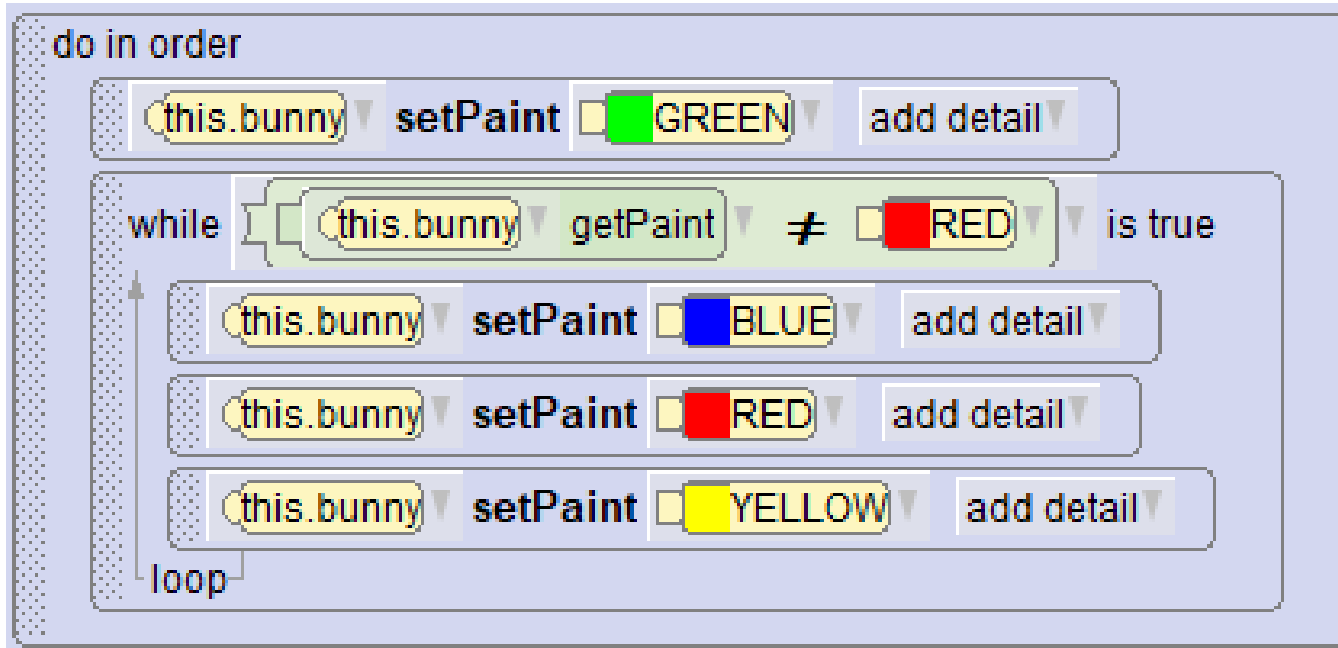 do in order
this.bunny setPaint GREEN add detail
while this.bunny getPaint ≠ RED is true
this.bunny setPaint BLUE add detail
this.bunny setPaint RED add detail
this.bunny setPaint YELLOW add detail
loop